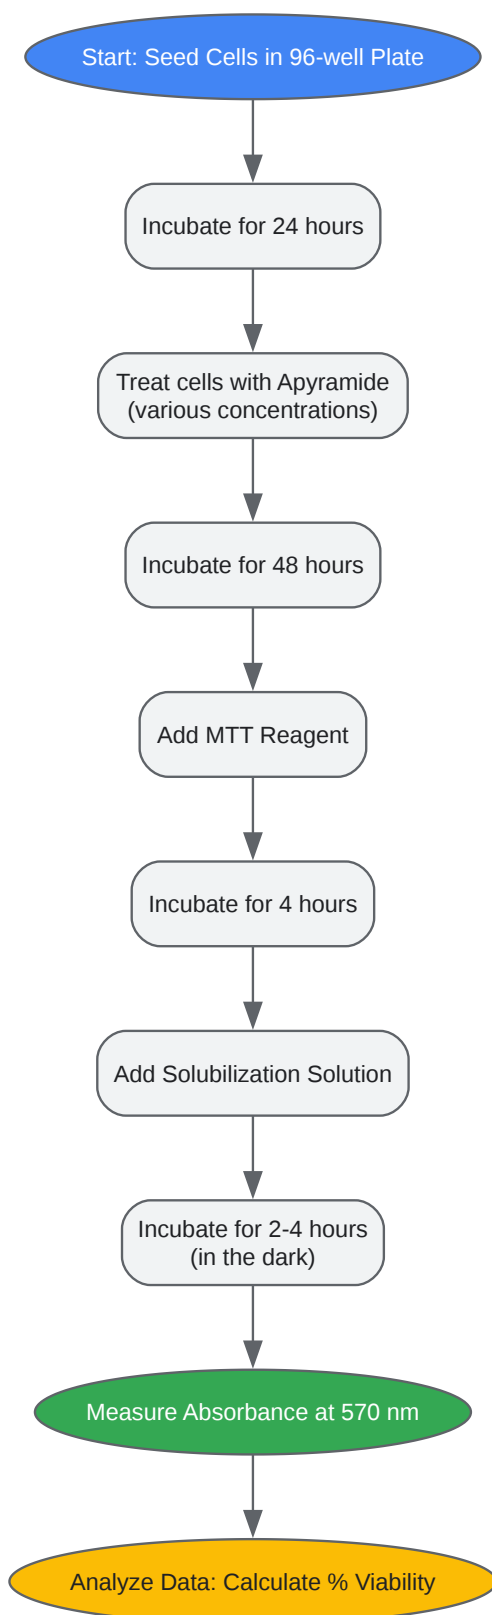 Start: Seed Cells in 96-well Plate
Incubate for 24 hours
Treat cells with Apyramide
(various concentrations)
Incubate for 48 hours
Add MTT Reagent
Incubate for 4 hours
Add Solubilization Solution
Incubate for 2-4 hours
(in the dark)
Measure Absorbance at 570 nm
Analyze Data: Calculate % Viability